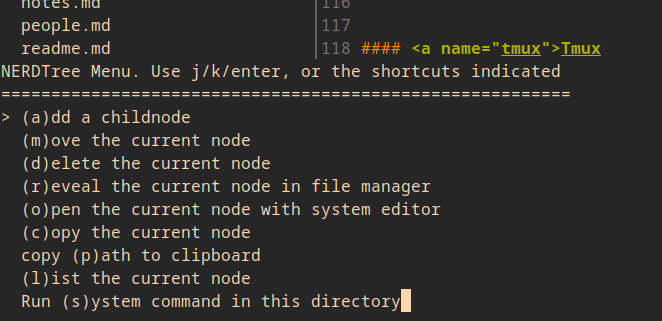 notes.md 116
people.md 117
readme.md 118 #### <a name="tmux">Tmux
NERDTree Menu. Use j/k/enter, or the shortcuts indicated
=========================================================
> (a)dd a childnode
(m)ove the current node
(d)elete the current node
(r)eveal the current node in file manager
(o)pen the current node with system editor
(c)opy the current node
copy (p)ath to clipboard
(l)ist the current node
Run (s)ystem command in this directory